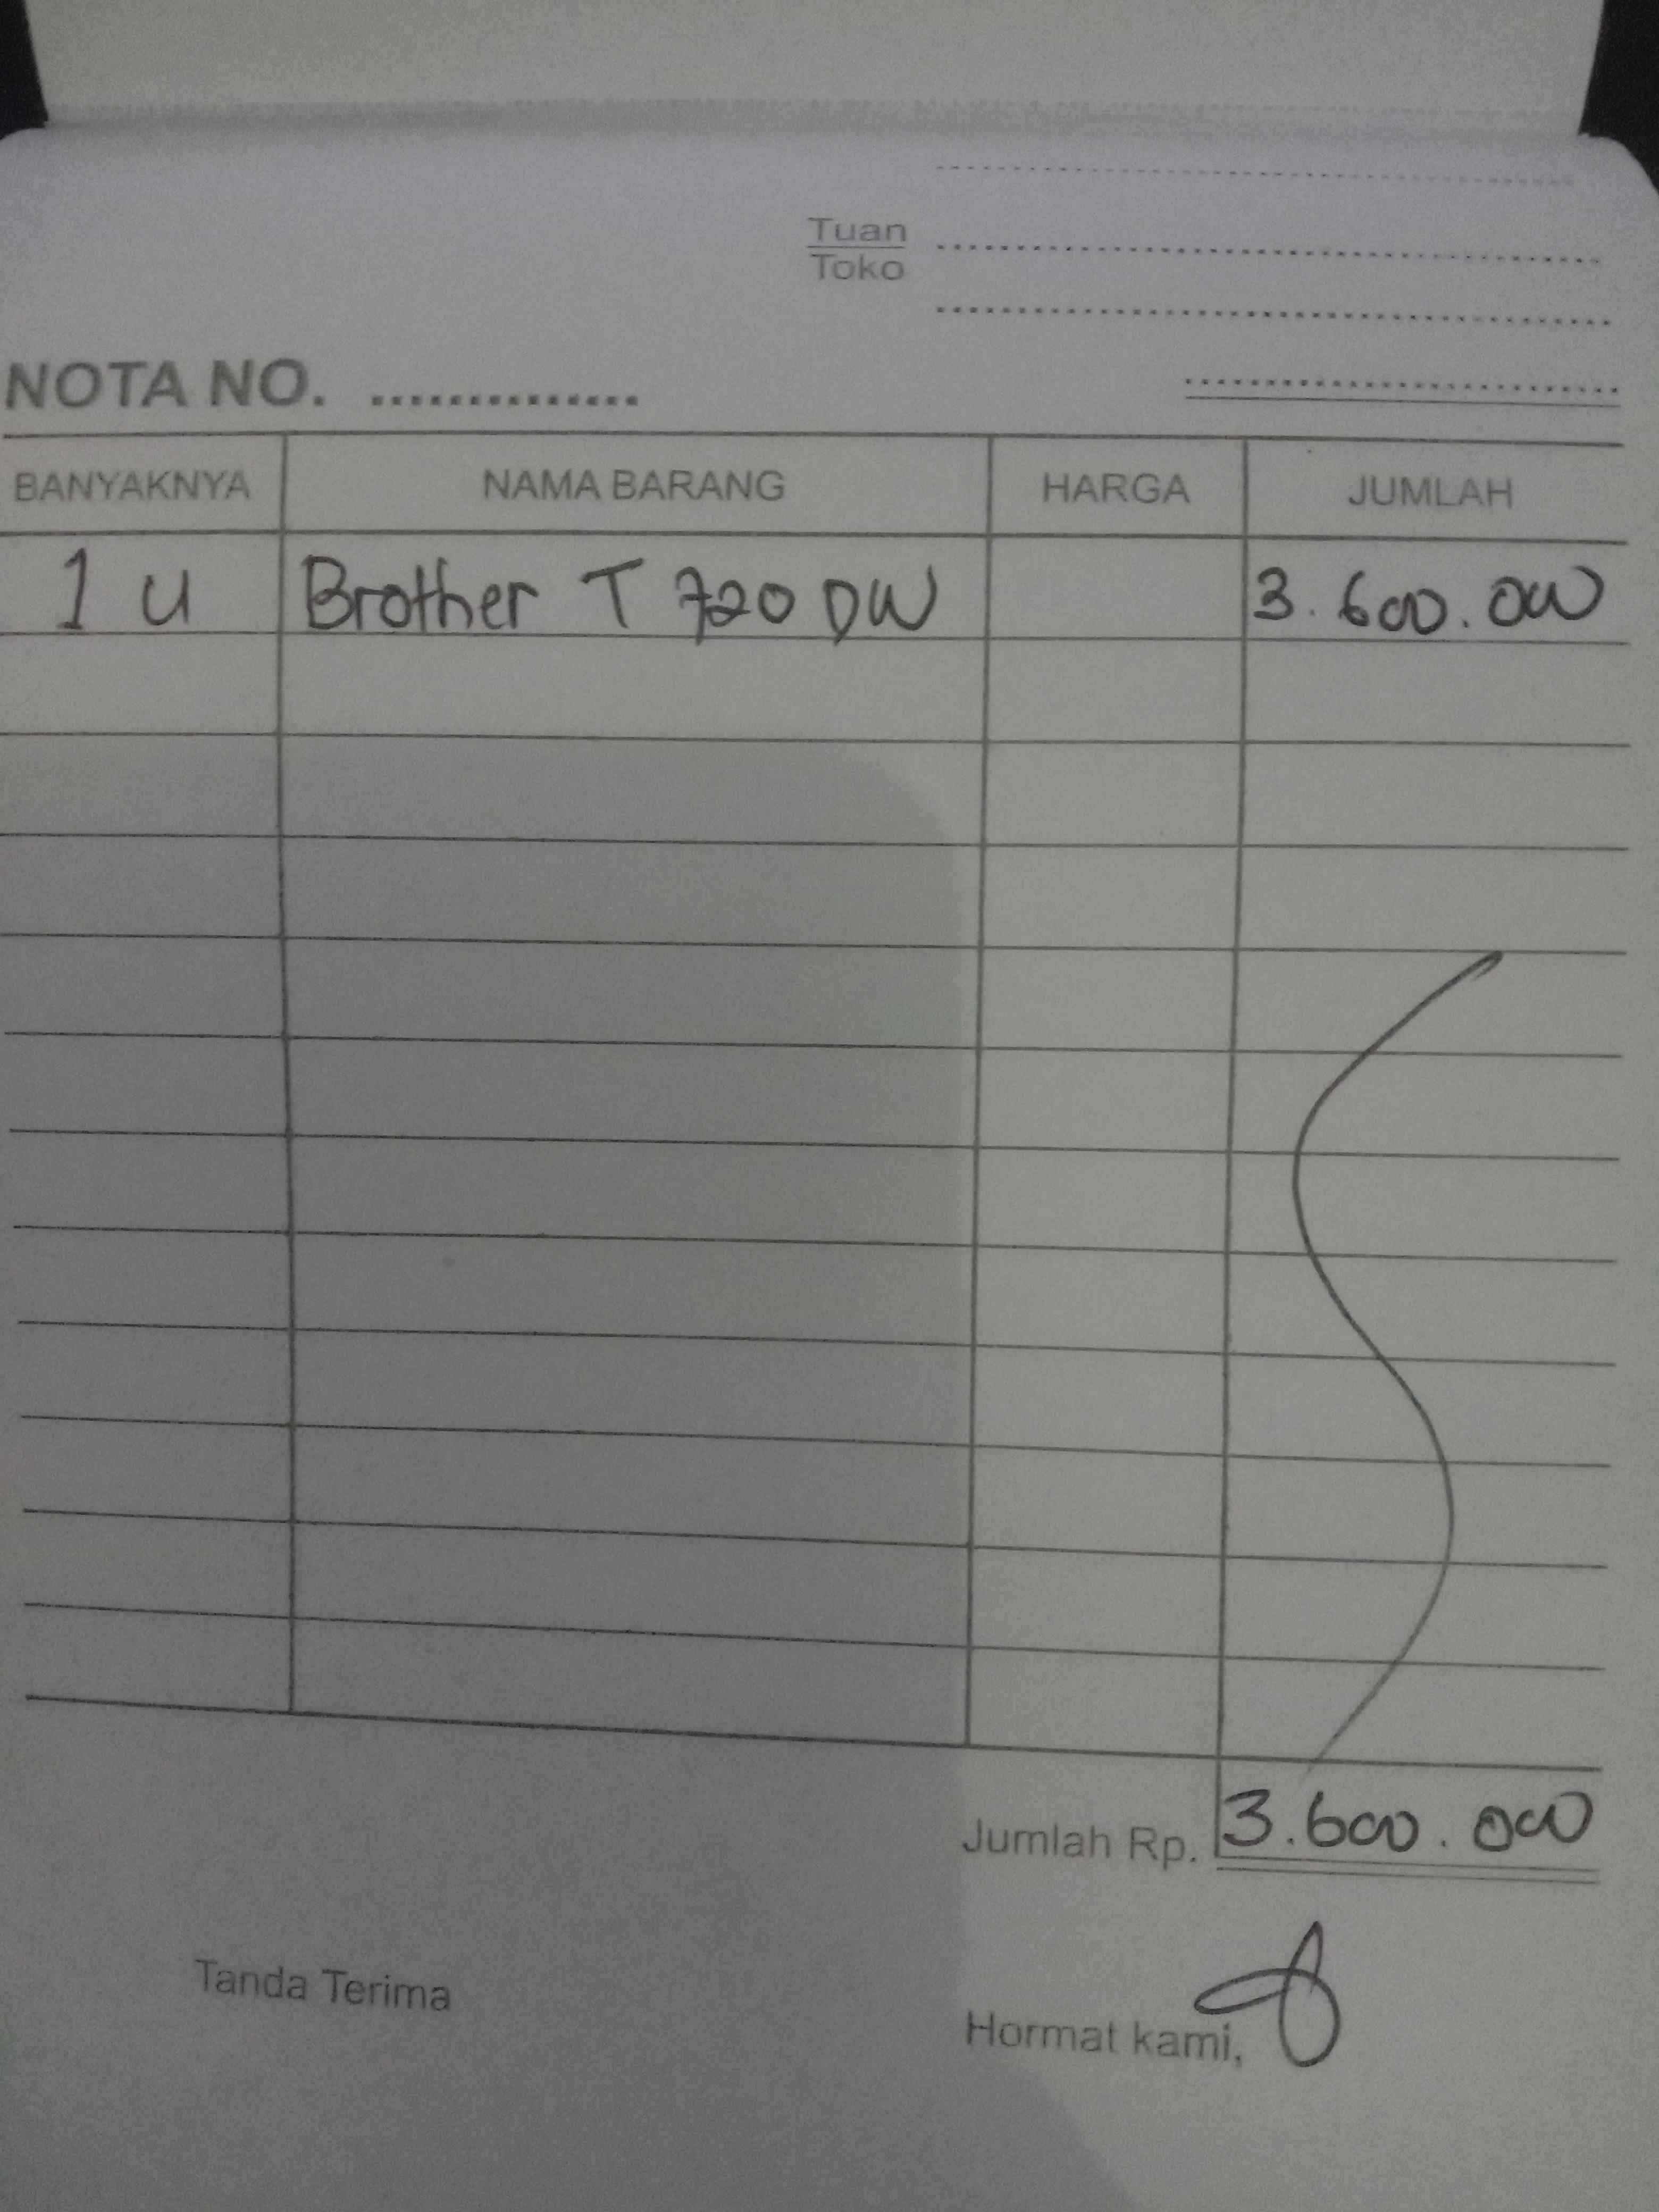 Tuan
Toko
NOTA NO. ..............
BANYAKNYA NAMA BARANG HARGA JUMLAH
1 U Brother T 720 DW 3.600.000
Jumlah Rp. 3.600.000
Tanda Terima
Hormat kami,